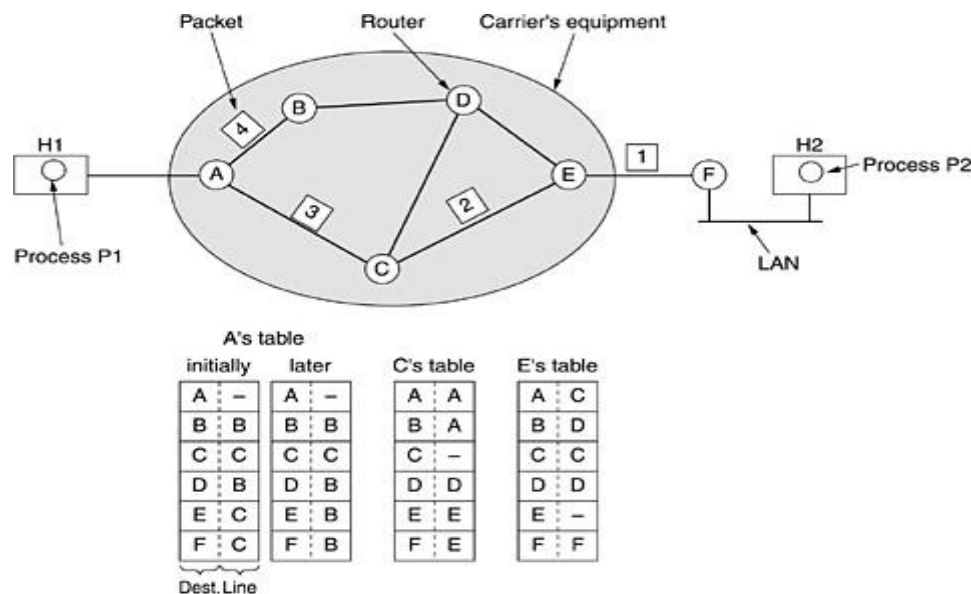 Packet Router Carrier's equipment
B D
4
H1 1 H2
A E F Process P2
3 2
Process P1 C LAN
A's table
initially later C's table E's table
A – A – A A A C
B B B B B A B D
C C C C C – C C
D B D B D D D D
E C E B E E E –
F C F B F E F F
Dest. Line